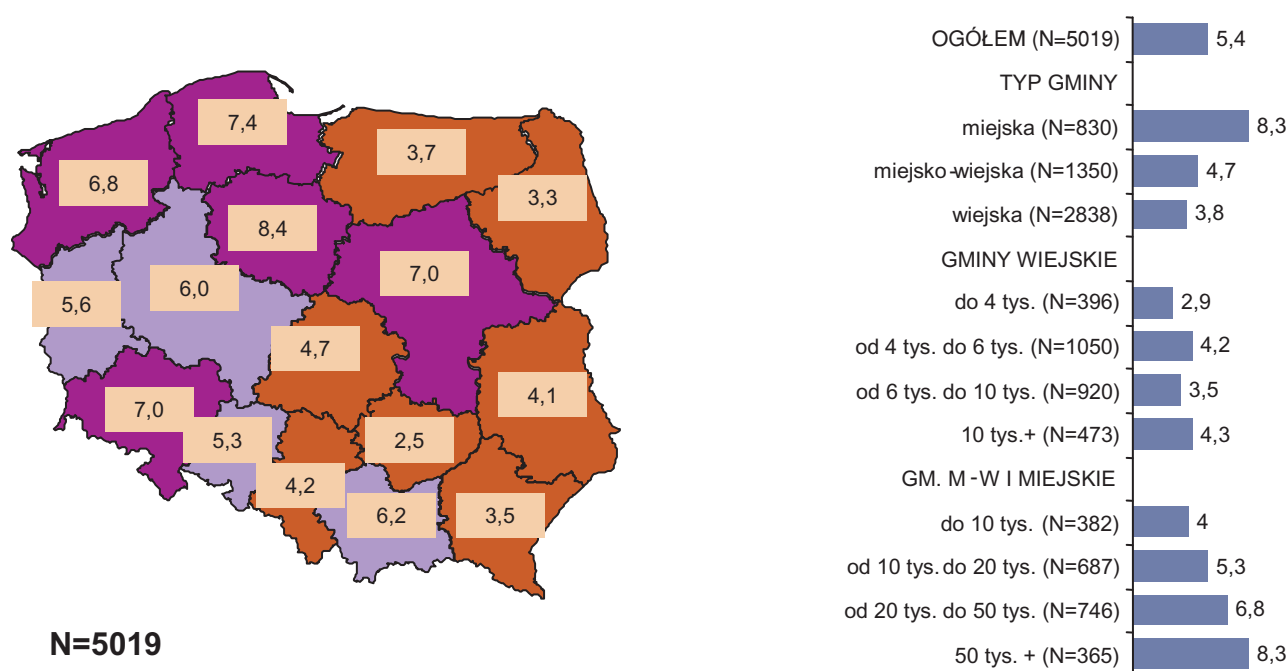 7,4
3,7
6,8
3,3
8,4
7,0
6,0
5,6
4,7
4,1
7,0
5,3
2,5
4,2
6,2
3,5
N=5019
OGÓŁEM (N=5019) 5,4
TYP GMINY
miejska (N=830) 8,3
miejsko-wiejska (N=1350) 4,7
wiejska (N=2838) 3,8
GMINY WIEJSKIE
do 4 tys. (N=396) 2,9
od 4 tys. do 6 tys. (N=1050) 4,2
od 6 tys. do 10 tys. (N=920) 3,5
10 tys.+ (N=473) 4,3
GM. M-W I MIEJSKIE
do 10 tys. (N=382) 4
od 10 tys. do 20 tys. (N=687) 5,3
od 20 tys. do 50 tys. (N=746) 6,8
50 tys. + (N=365) 8,3